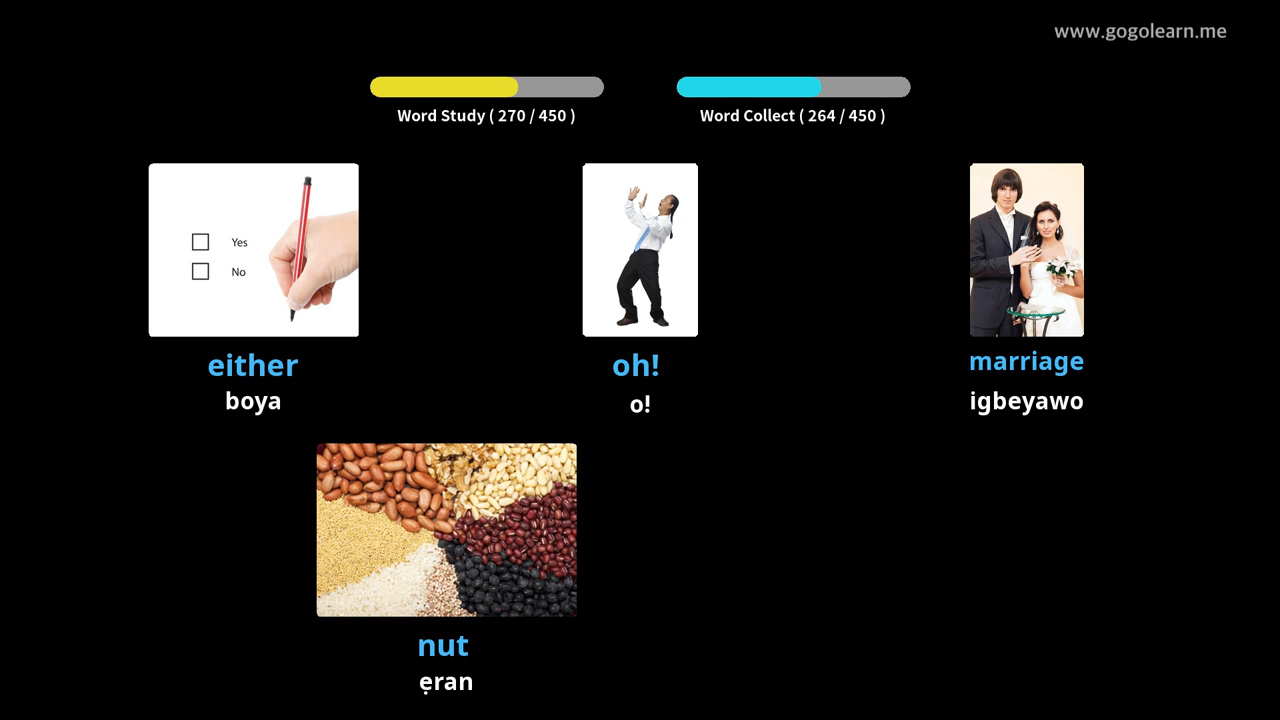 www.gogolearn.me
Word Study ( 270 / 450 )
Word Collect ( 264 / 450 )
Yes
No
either
boya
oh!
o!
marriage
igbeyawo
nut
ẹran